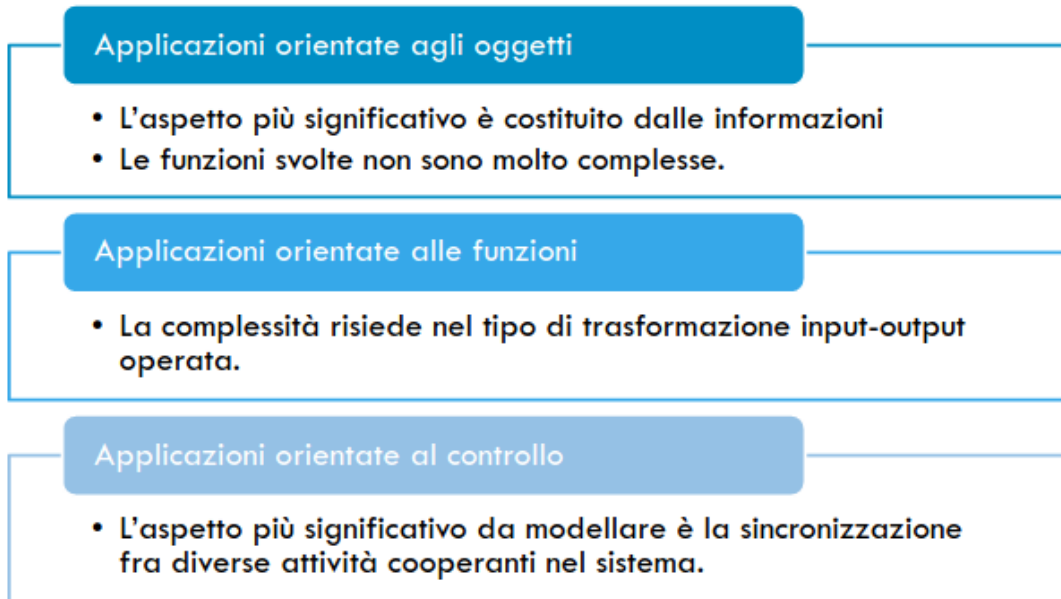 Applicazioni orientate agli oggetti
• L'aspetto più significativo è costituito dalle informazioni
• Le funzioni svolte non sono molto complesse.
Applicazioni orientate alle funzioni
• La complessità risiede nel tipo di trasformazione input-output
operata.
Applicazioni orientate al controllo
• L'aspetto più significativo da modellare è la sincronizzazione
fra diverse attività cooperanti nel sistema.